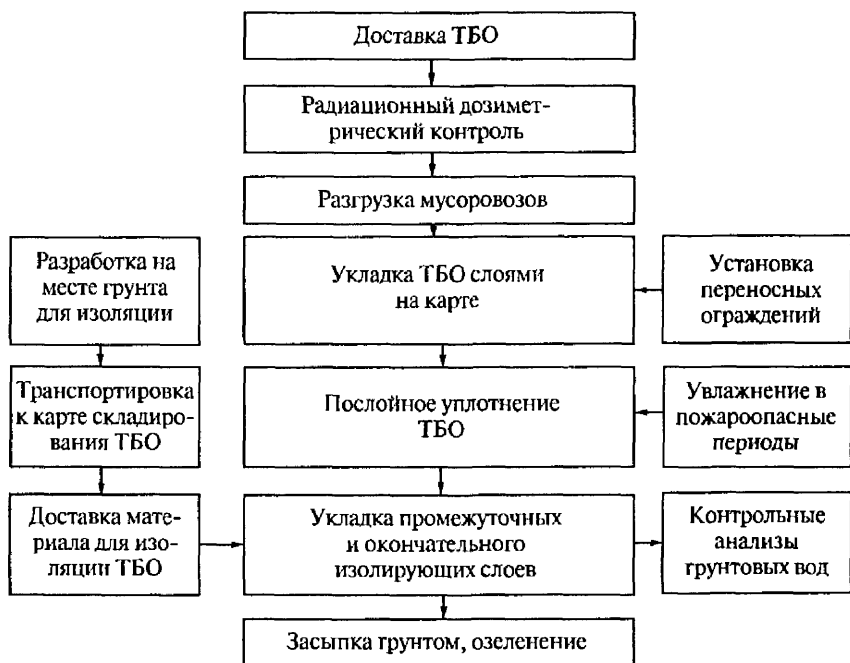 Доставка ТБО
Радиационный дозимет-
рический контроль
Разгрузка мусоровозов
Разработка на
месте грунта
для изоляции
Укладка ТБО слоями
на карте
Установка
переносных
ограждений
Транспортировка
к карте складиро-
вания ТБО
Послойное уплотнение
ТБО
Увлажнение в
пожароопасные
периоды
Доставка мате-
риала для изо-
ляции ТБО
Укладка промежуточных
и окончательного
изолирующих слоев
Контрольные
анализы
грунтовых вод
Засыпка грунтом, озеленение